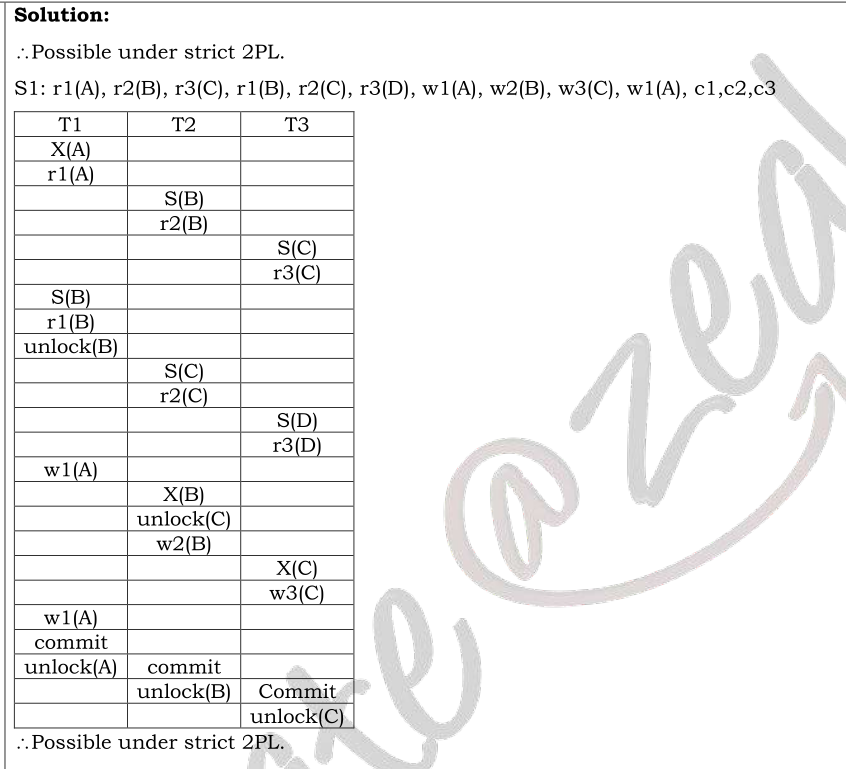 Solution:
∴Possible under strict 2PL.
S1: r1(A), r2(B), r3(C), r1(B), r2(C), r3(D), w1(A), w2(B), w3(C), w1(A), c1,c2,c3
T1 T2 T3
X(A)
r1(A)
S(B)
r2(B)
S(C)
r3(C)
S(B)
r1(B)
unlock(B)
S(C)
r2(C)
S(D)
r3(D)
w1(A)
X(B)
unlock(C)
w2(B)
X(C)
w3(C)
w1(A)
commit
unlock(A) commit
unlock(B) Commit
unlock(C)
∴Possible under strict 2PL.